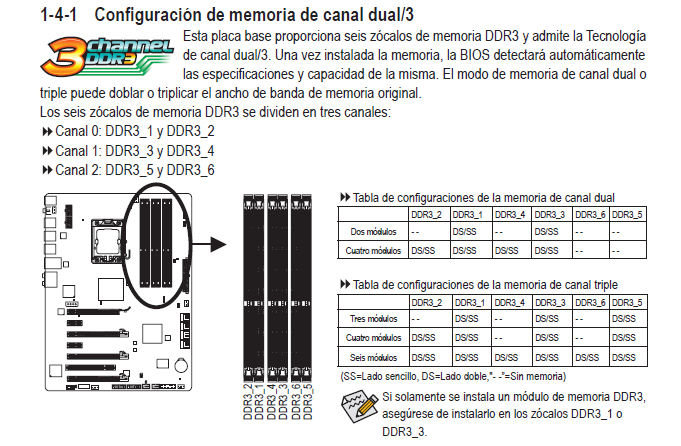 1-4-1 Configuración de memoria de canal dual/3
3 channel
DDR3
Esta placa base proporciona seis zócalos de memoria DDR3 y admite la Tecnología
de canal dual/3. Una vez instalada la memoria, la BIOS detectará automáticamente
las especificaciones y capacidad de la misma. El modo de memoria de canal dual o
triple puede doblar o triplicar el ancho de banda de memoria original.
Los seis zócalos de memoria DDR3 se dividen en tres canales:
Canal 0: DDR3_1 y DDR3_2
Canal 1: DDR3_3 y DDR3_4
Canal 2: DDR3_5 y DDR3_6
DDR3_2
DDR3_1
DDR3_4
DDR3_3
DDR3_6
DDR3_5
Tabla de configuraciones de la memoria de canal dual
DDR3_2 DDR3_1 DDR3_4 DDR3_3 DDR3_6 DDR3_5
Dos módulos - - DS/SS - - DS/SS - - - -
Cuatro módulos DS/SS DS/SS DS/SS DS/SS - - - -
Tabla de configuraciones de la memoria de canal triple
DDR3_2 DDR3_1 DDR3_4 DDR3_3 DDR3_6 DDR3_5
Tres módulos - - DS/SS - - DS/SS - - DS/SS
Cuatro módulos DS/SS DS/SS - - DS/SS - - DS/SS
Seis módulos DS/SS DS/SS DS/SS DS/SS DS/SS DS/SS
(SS=Lado sencillo, DS=Lado doble,"- -"=Sin memoria)
Si solamente se instala un módulo de memoria DDR3,
asegúrese de instalarlo en los zócalos DDR3_1 o
DDR3_3.